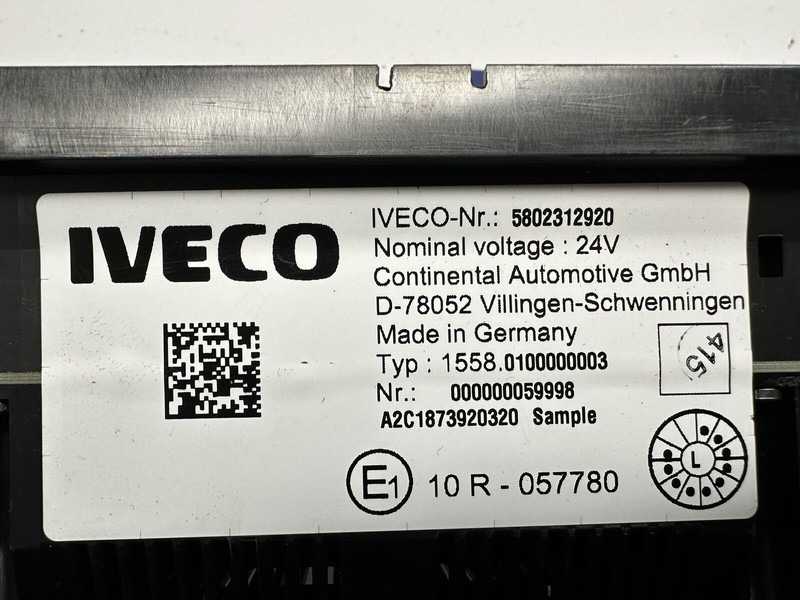 IVECO
IVECO-Nr.: 5802312920
Nominal voltage : 24V
Continental Automotive GmbH
D-78052 Villingen-Schwenningen
Made in Germany
Typ : 1558.0100000003
Nr.: 000000059998
A2C1873920320 Sample
415
L
E1 10 R - 057780